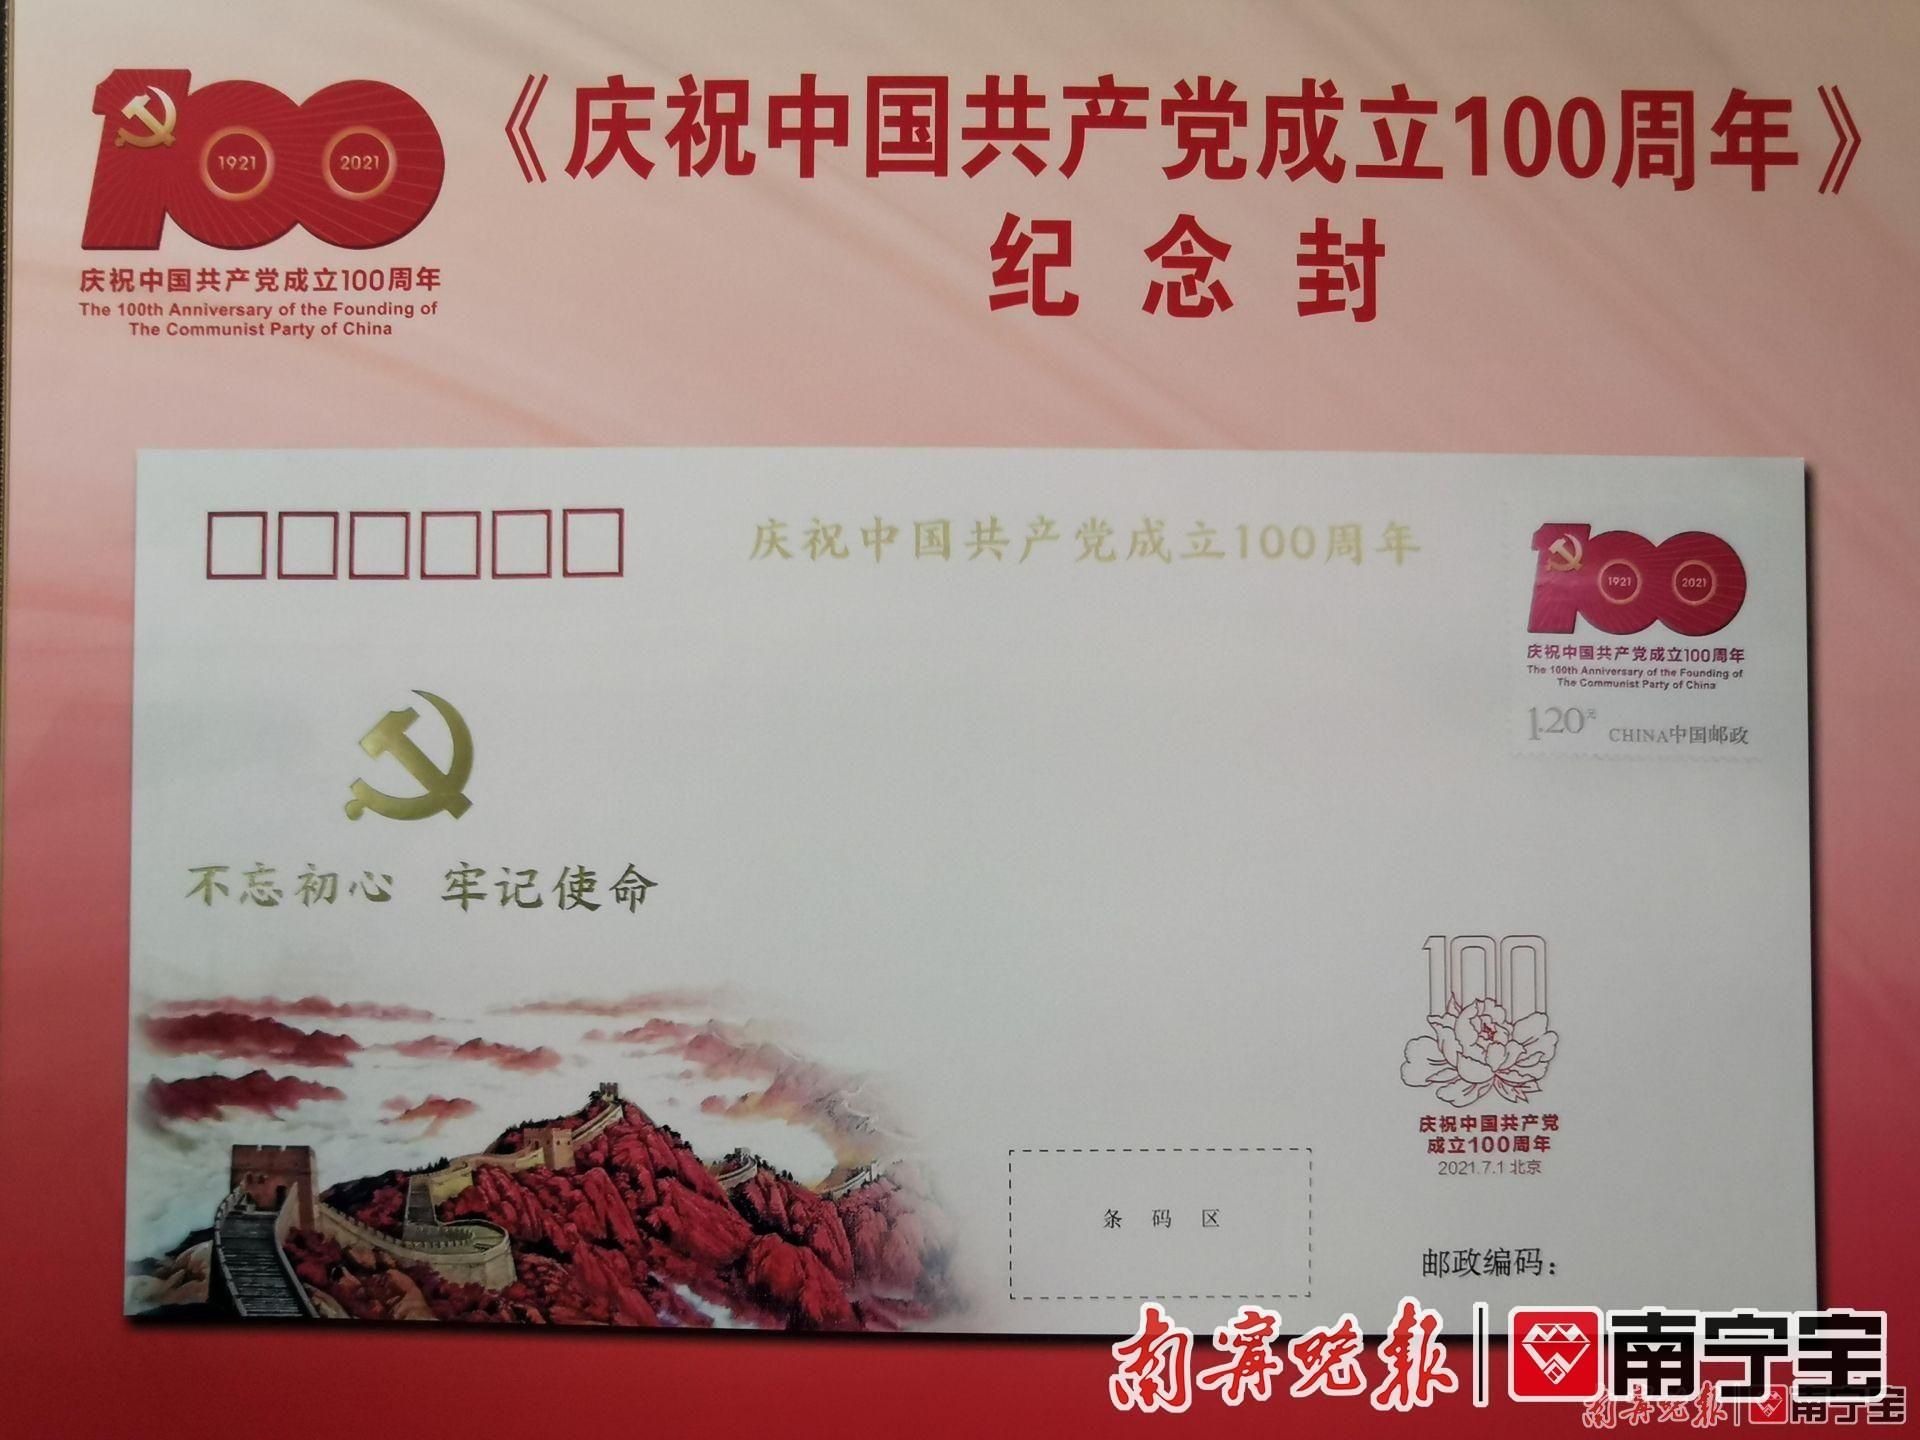 100
1921
2021
庆祝中国共产党成立100周年
The 100th Anniversary of the Founding of
The Communist Party of China
《庆祝中国共产党成立100周年》
纪念封
庆祝中国共产党成立100周年
100
1921
2021
庆祝中国共产党成立100周年
The 100th Anniversary of the Founding of
The Communist Party of China
1.20元
CHINA中国邮政
不忘初心 牢记使命
100
庆祝中国共产党
成立100周年
2021.7.1 北京
条码区
邮政编码：
南宁晚报 南宁宝
南宁晚报 南宁宝